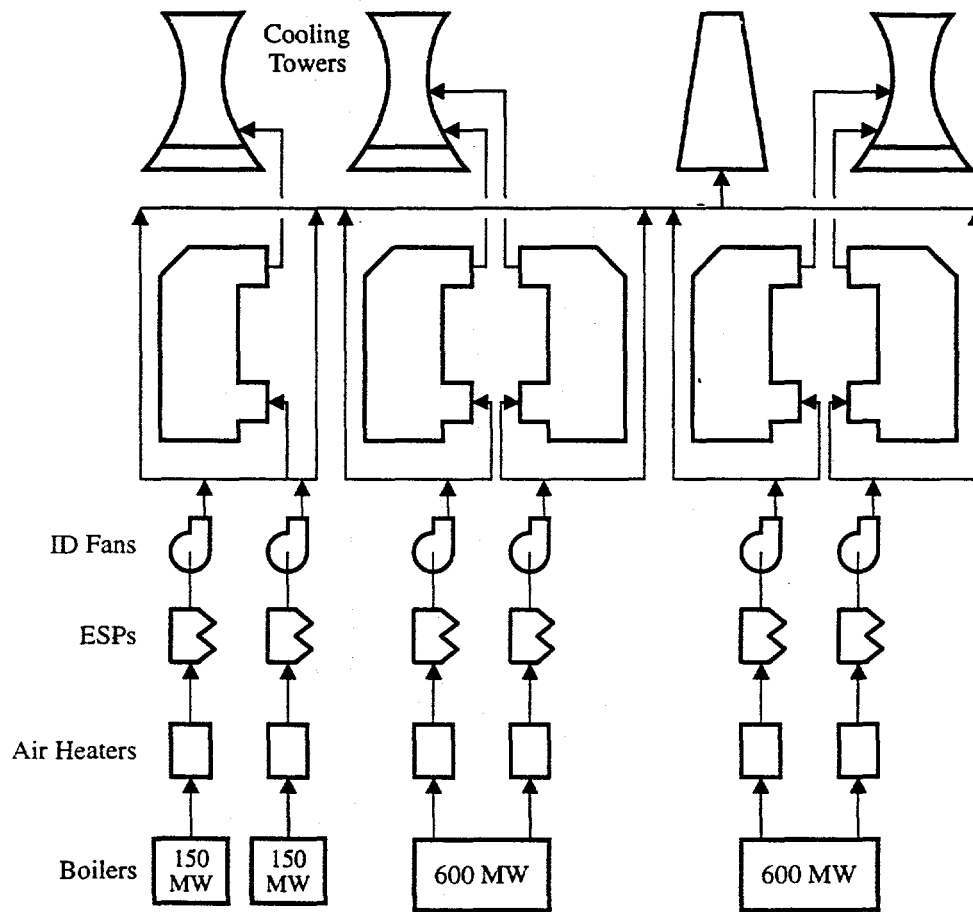 Cooling
Towers
ID Fans
ESPs
Air Heaters
Boilers
150
MW
150
MW
600 MW
600 MW